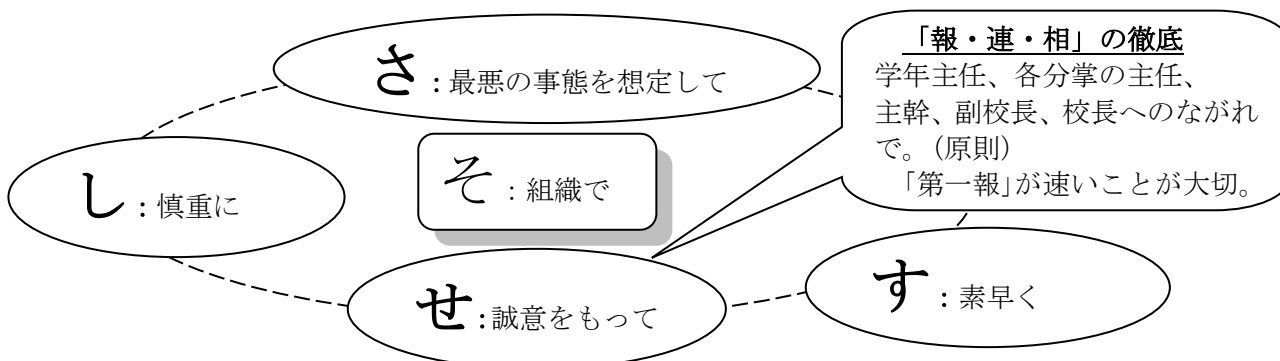 さ：最悪の事態を想定して
「報・連・相」の徹底
学年主任、各分掌の主任、
主幹、副校長、校長へのながれ
で。(原則)
「第一報」が速いことが大切。
し：慎重に
そ：組織で
せ：誠意をもって
す：素早く